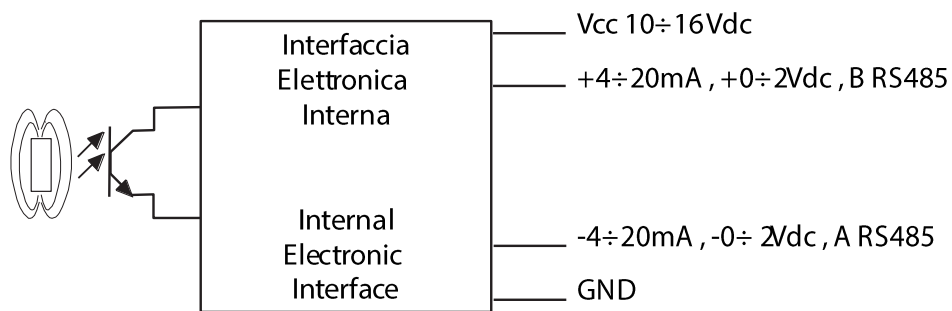 Interfaccia
Elettronica
Interna
Internal
Electronic
Interface
Vcc 10÷16Vdc
+4÷20mA , +0÷2Vdc , B RS485
-4÷20mA , -0÷ 2Vdc , A RS485
GND